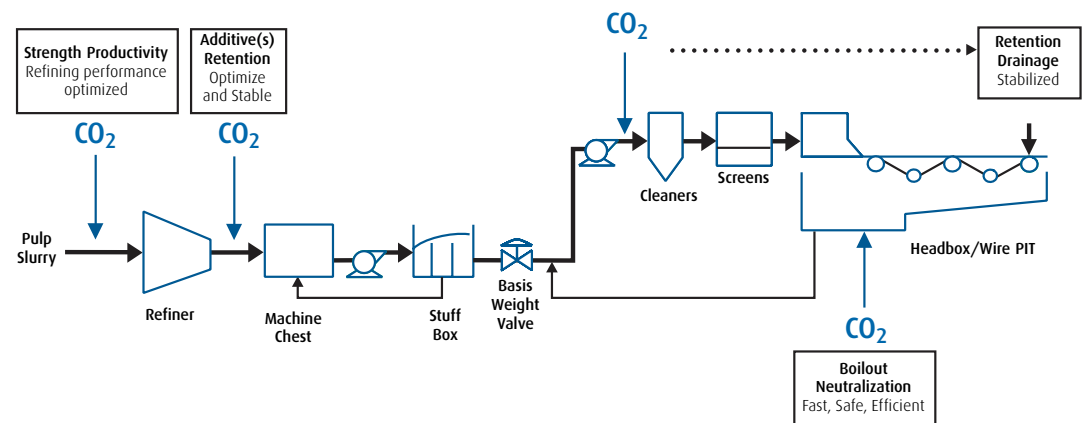 Strength Productivity
Refining performance
optimized
CO2
Additive(s)
Retention
Optimize
and Stable
CO2
CO2
Retention
Drainage
Stabilized
Pulp
Slurry
Refiner
Machine
Chest
Stuff
Box
Basis
Weight
Valve
Cleaners
Screens
Headbox/Wire PIT
CO2
Boilout
Neutralization
Fast, Safe, Efficient